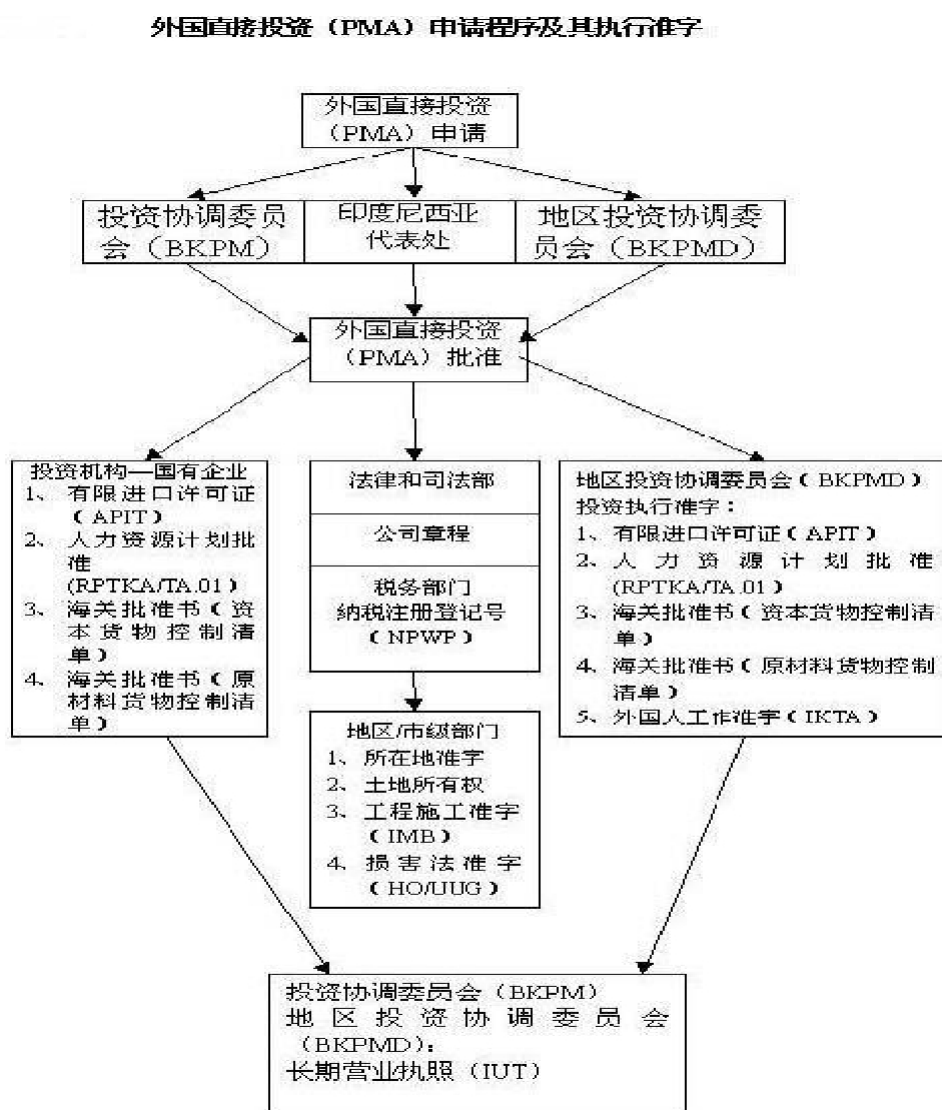 外国直接投资（PMA）申请程序及其执行准字
外国直接投资
（PMA）申请
投资协调委员
会（BKPM）
印度尼西亚
代表处
地区投资协调委
员会（BKPMD）
外国直接投资
（PMA）批准
投资机构—国有企业
1、有限进口许可证
（APIT）
2、人力资源计划批
准
(RPTKA/TA.01)
3、海关批准书（资
本货物控制清
单）
4、海关批准书（原
材料货物控制清
单）
法律和司法部
公司章程
税务部门
纳税注册登记号
（NPWP）
地区/市级部门
1、所在地准字
2、土地所有权
3、工程施工准字
（IMB）
4、损害法准字
（HO/UUG）
地区投资协调委员会（BKPMD）
投资执行准字：
1、有限进口许可证（APIT）
2、人力资源计划批准
(RPTKA/TA.01)
3、海关批准书（资本货物控制清
单）
4、海关批准书（原材料货物控制
清单）
5、外国人工作准字（IKTA）
投资协调委员会（BKPM）
地区投资协调委员会
（BKPMD）：
长期营业执照（IUT）